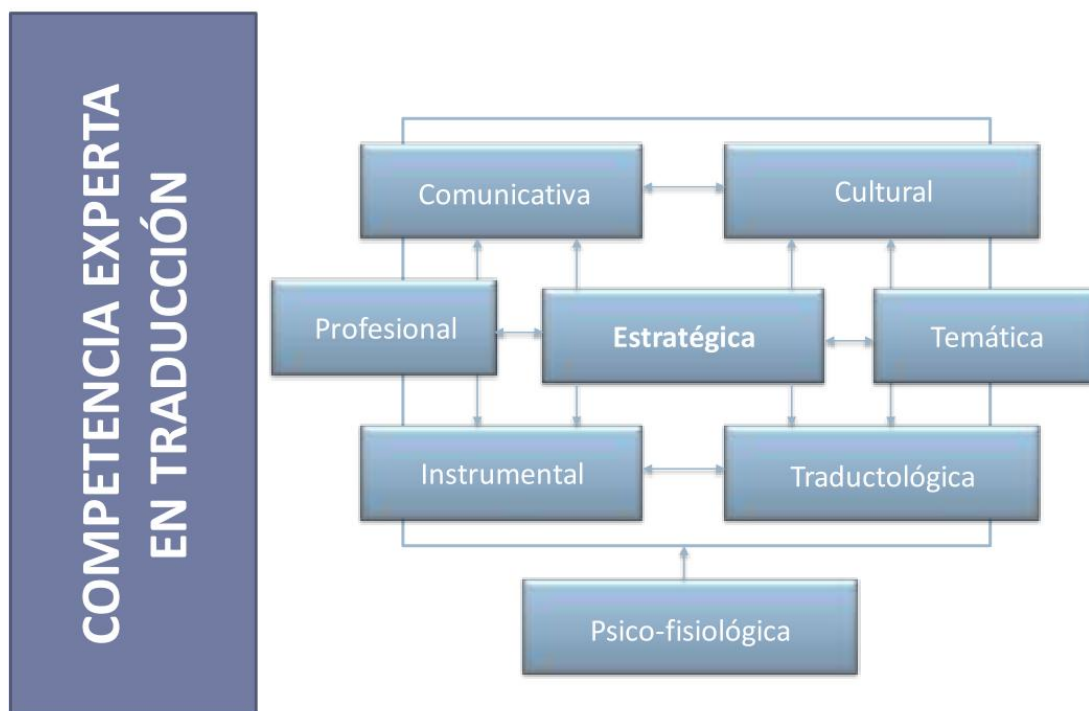 COMPETENCIA EXPERTA
EN TRADUCCIÓN
Comunicativa
Cultural
Profesional
Estratégica
Temática
Instrumental
Traductológica
Psico-fisiológica